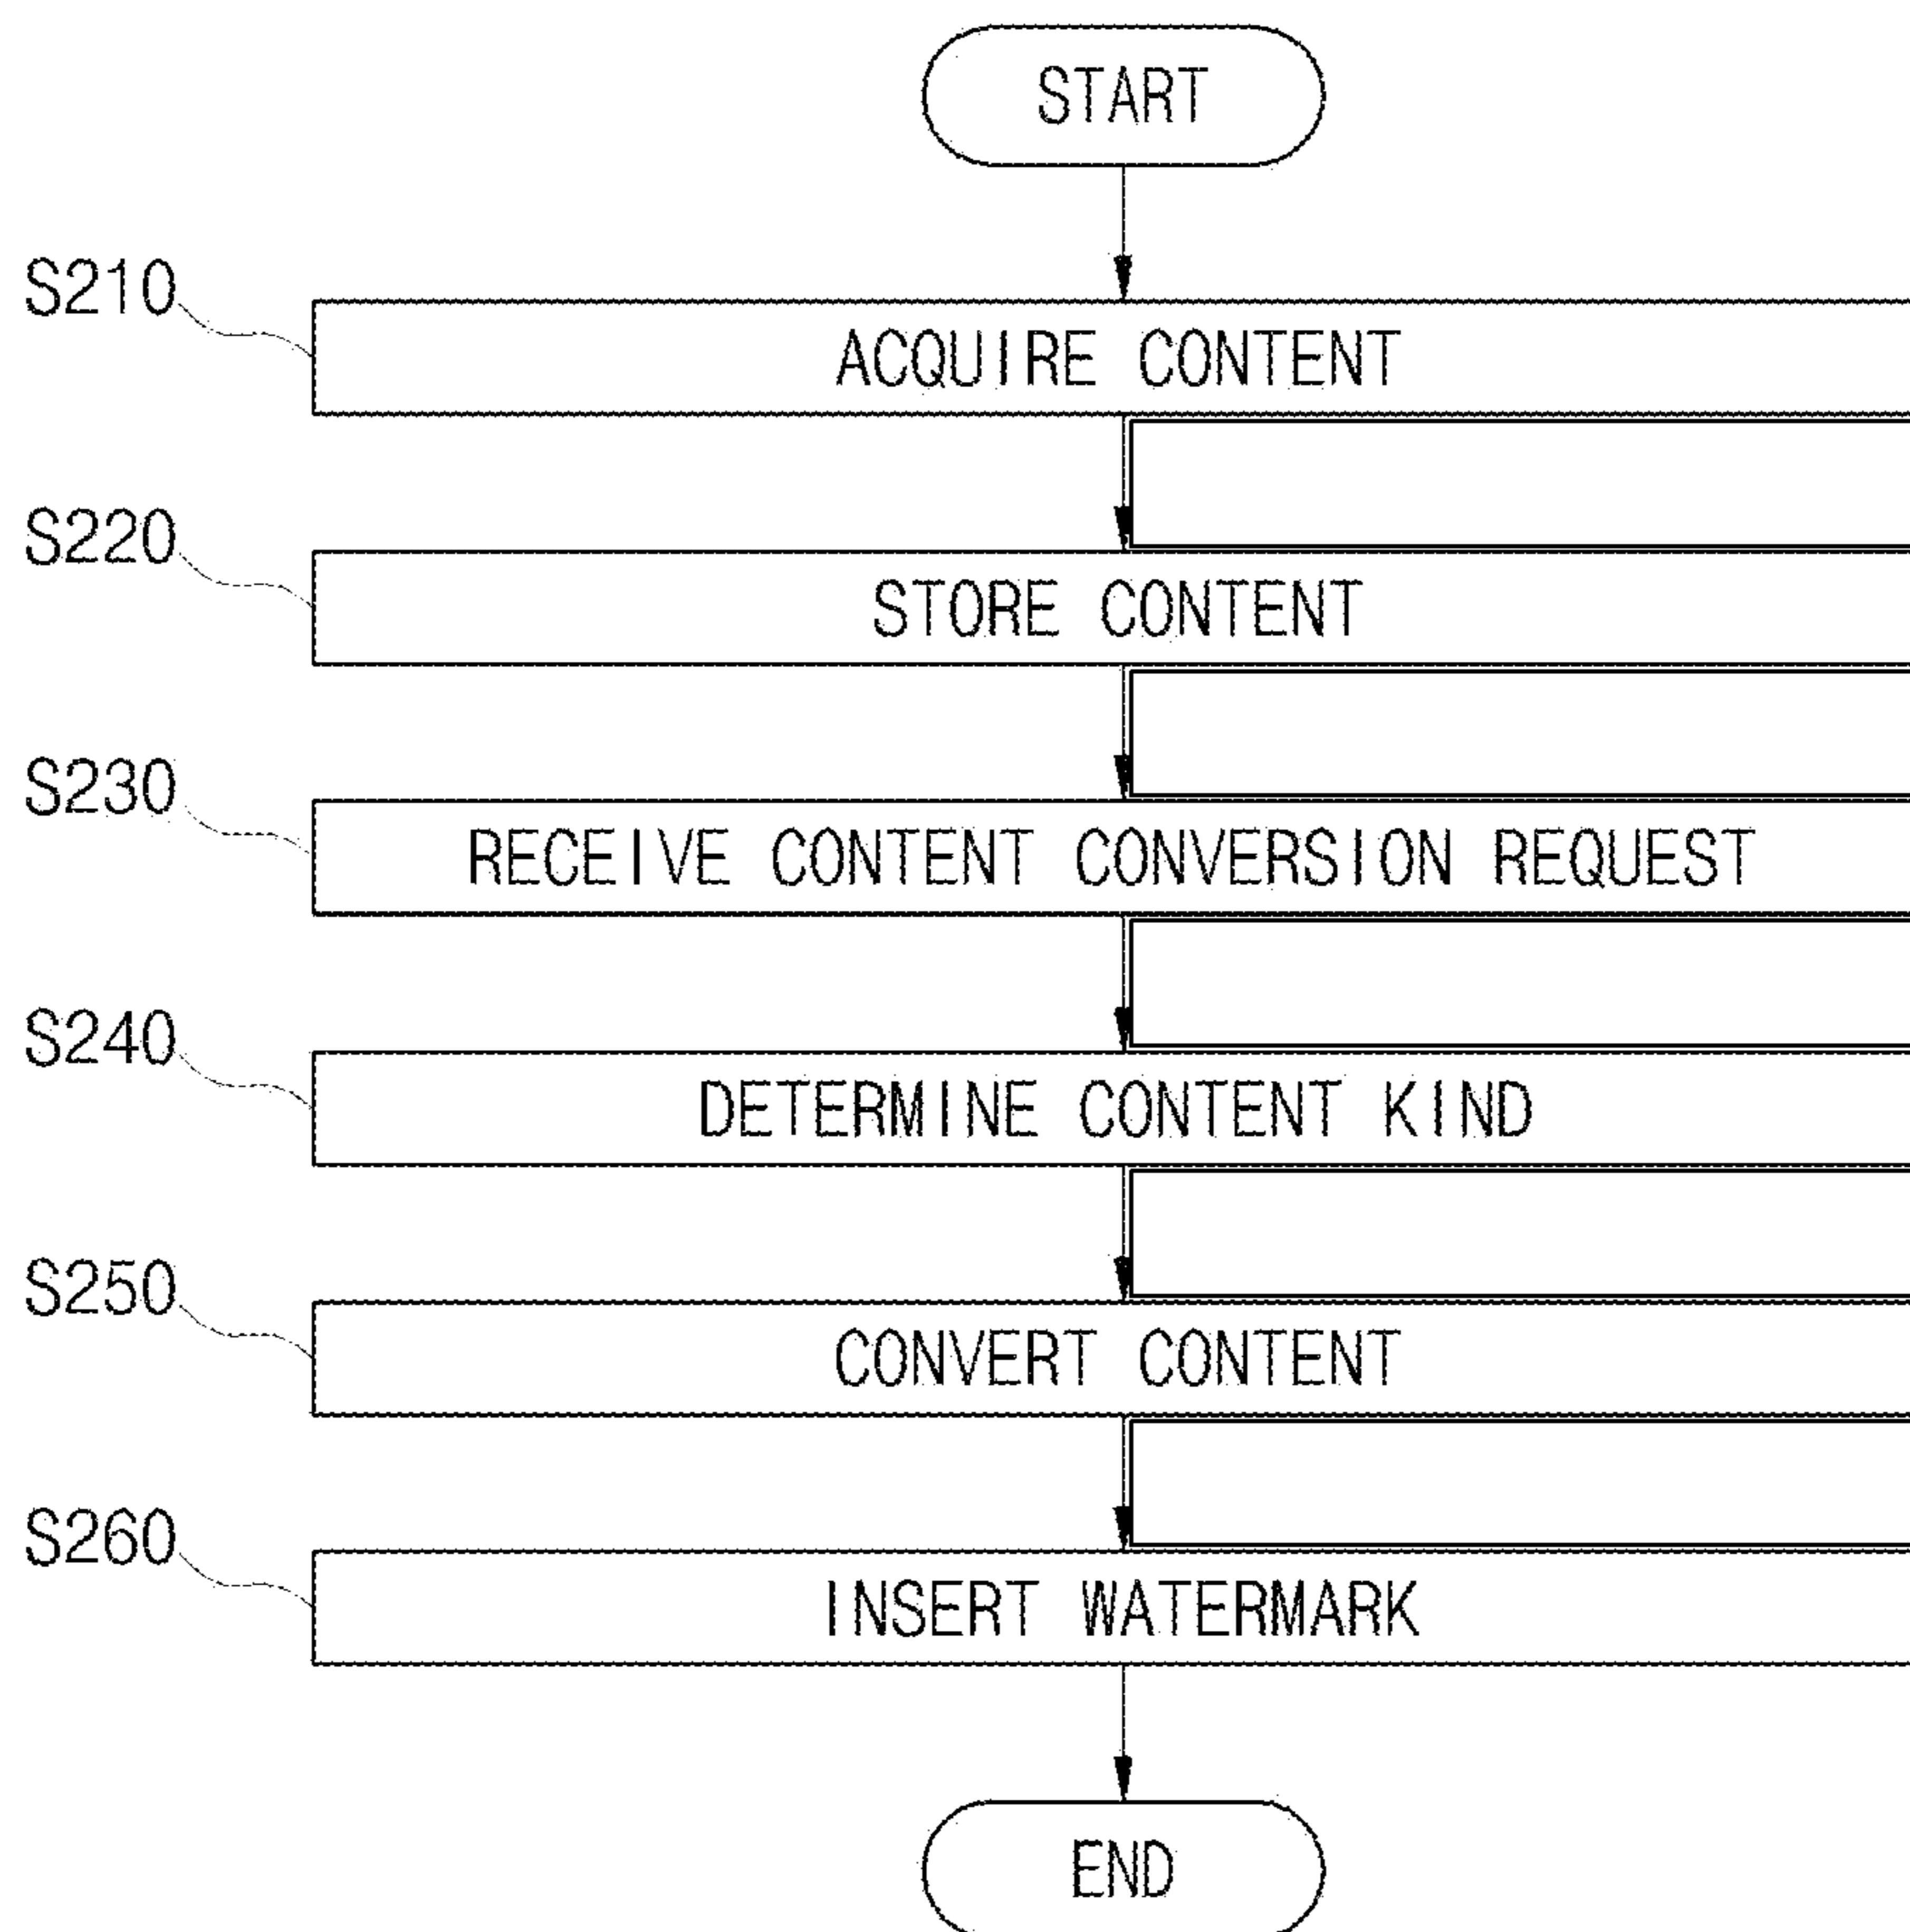 START
S210
ACQUIRE CONTENT
S220
STORE CONTENT
S230
RECEIVE CONTENT CONVERSION REQUEST
S240
DETERMINE CONTENT KIND
S250
CONVERT CONTENT
S260
INSERT WATERMARK
END